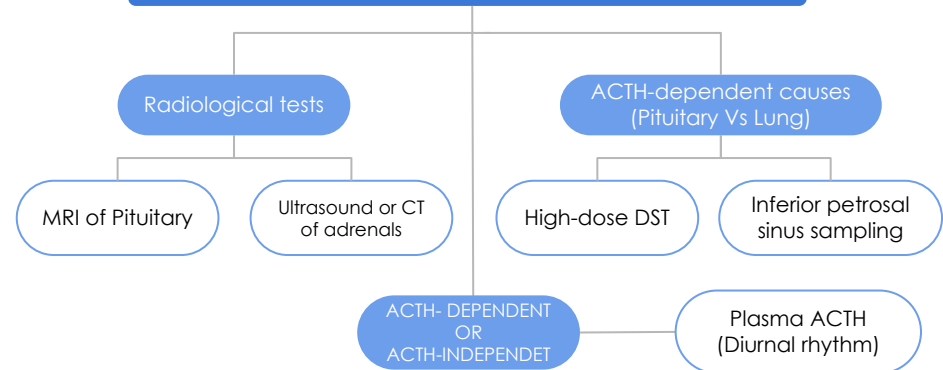 Radiological tests
ACTH-dependent causes
(Pituitary Vs Lung)
MRI of Pituitary
Ultrasound or CT
of adrenals
High-dose DST
Inferior petrosal
sinus sampling
ACTH- DEPENDENT
OR
ACTH-INDEPENDET
Plasma ACTH
(Diurnal rhythm)